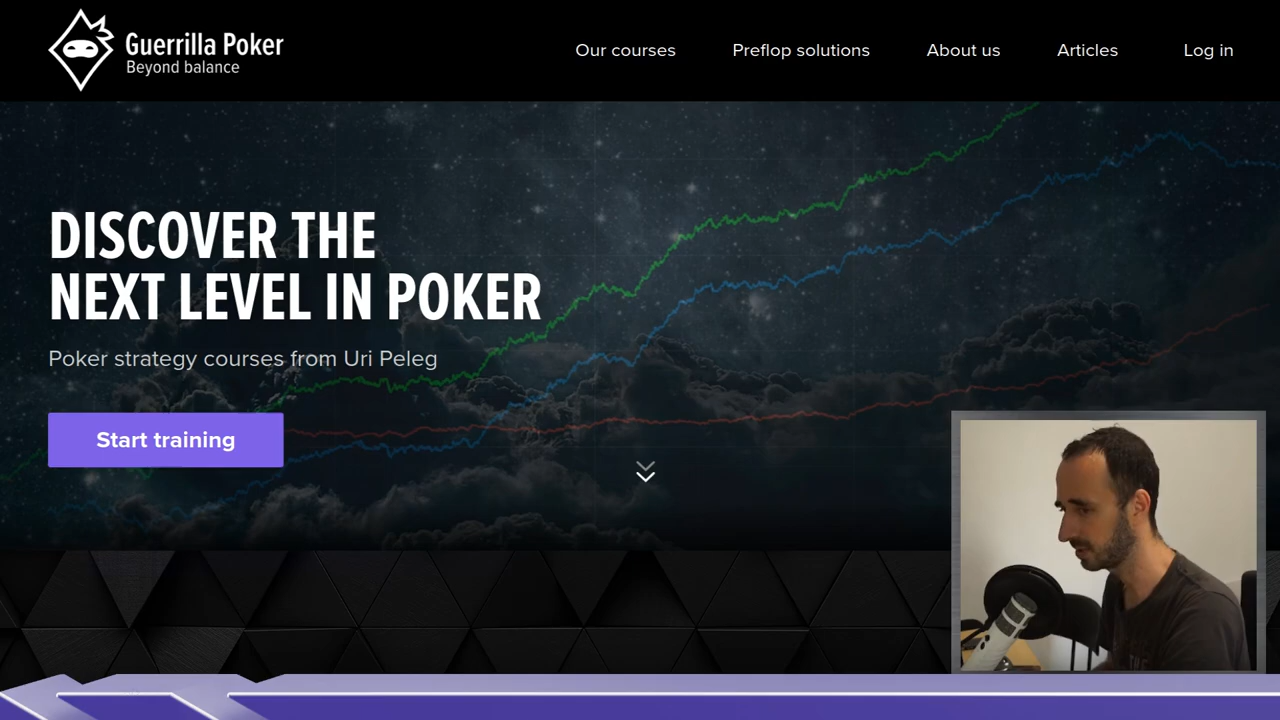 Guerrilla Poker
Beyond balance
Our courses
Preflop solutions
About us
Articles
Log in
DISCOVER THE
NEXT LEVEL IN POKER
Poker strategy courses from Uri Peleg
Start training